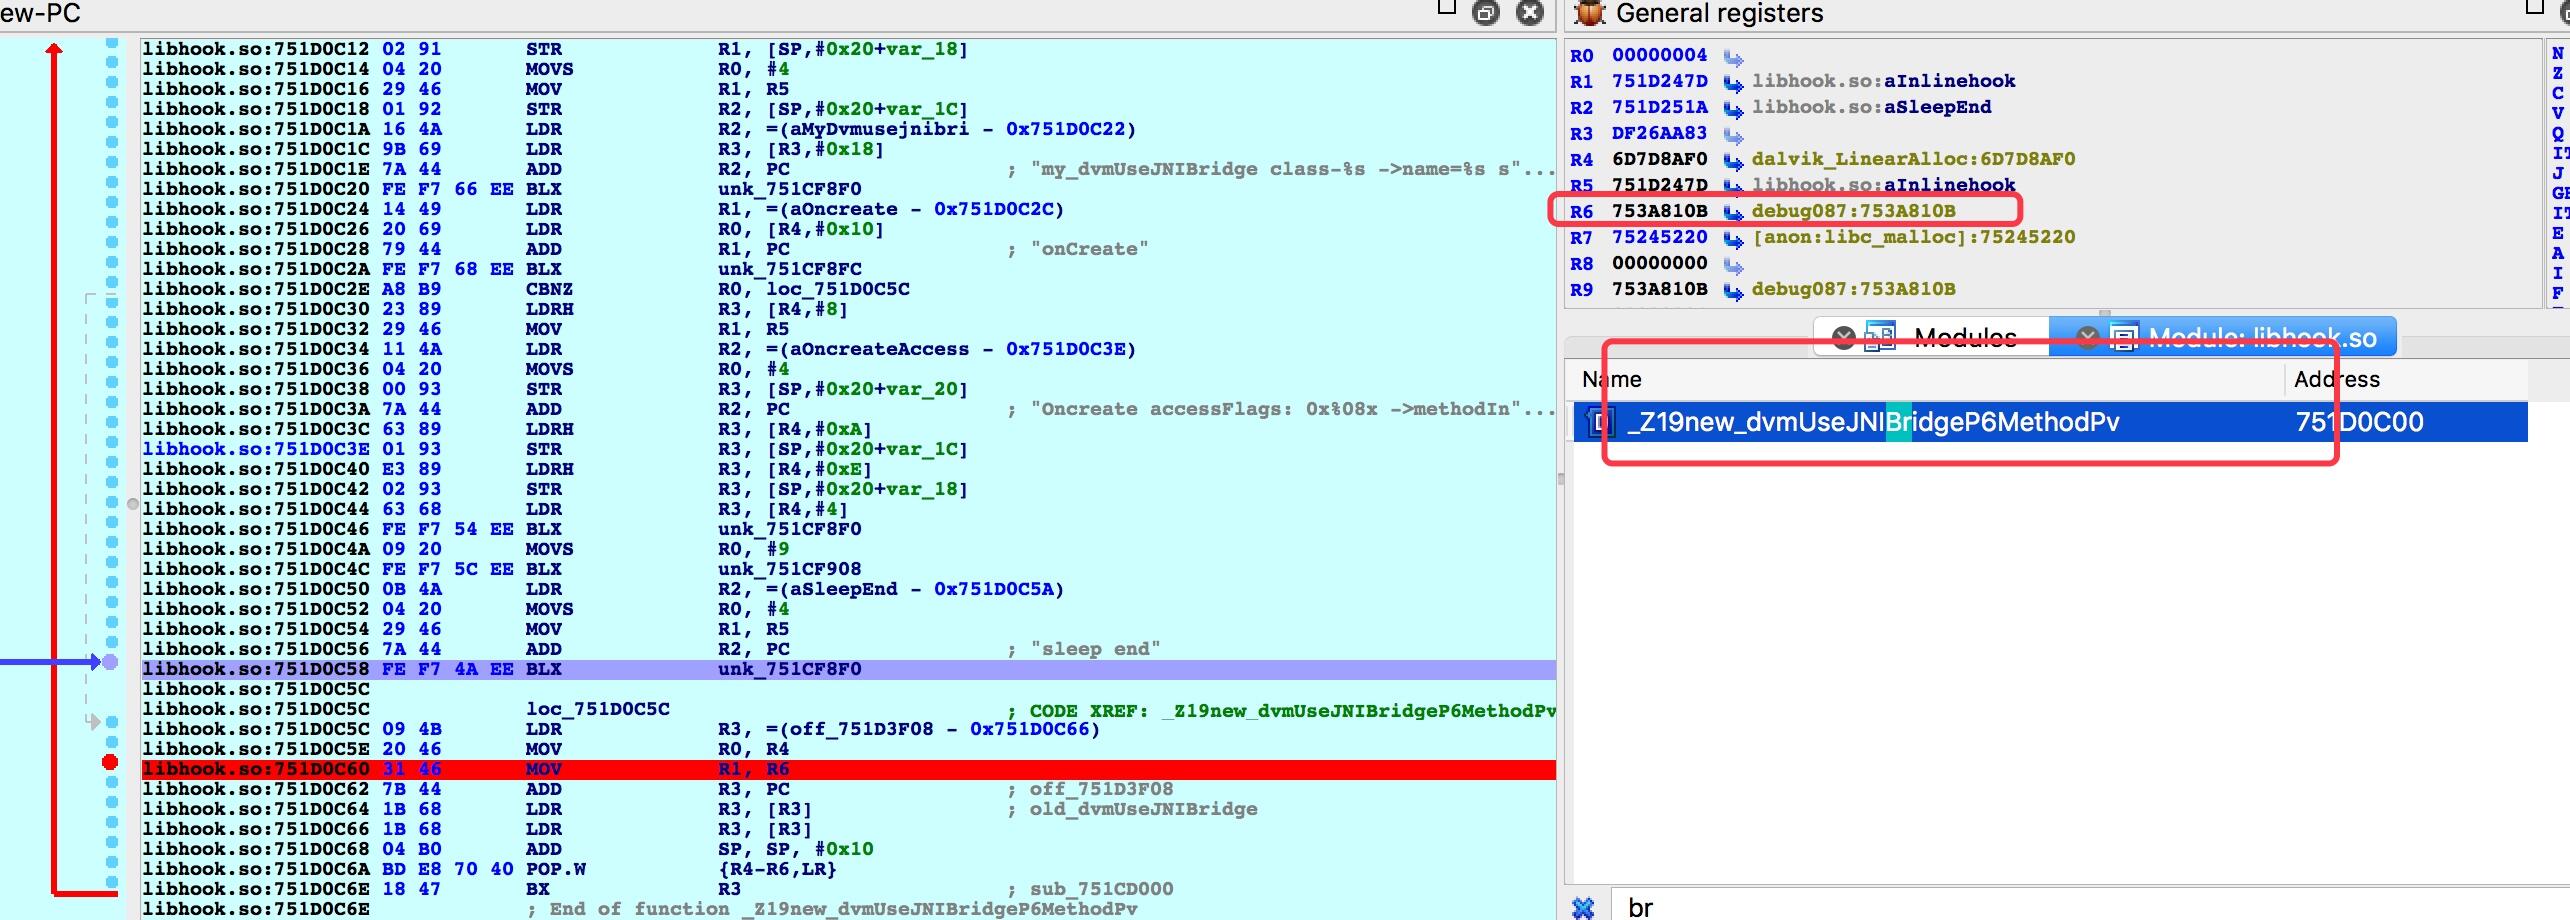 ew-PC
libhook.so:751D0C12 02 91 STR R1, [SP,#0x20+var_18]
libhook.so:751D0C14 04 20 MOVS R0, #4
libhook.so:751D0C16 29 46 MOV R1, R5
libhook.so:751D0C18 01 92 STR R2, [SP,#0x20+var_1C]
libhook.so:751D0C1A 16 4A LDR R2, =(aMyDvmusejnibri - 0x751D0C22)
libhook.so:751D0C1C 9B 69 LDR R3, [R3,#0x18]
libhook.so:751D0C1E 7A 44 ADD R2, PC ; "my_dvmUseJNIBridge class-%s ->name=%s s"...
libhook.so:751D0C20 FE F7 66 EE BLX unk_751CF8F0
libhook.so:751D0C24 14 49 LDR R1, =(aOncreate - 0x751D0C2C)
libhook.so:751D0C26 20 69 LDR R0, [R4,#0x10]
libhook.so:751D0C28 79 44 ADD R1, PC ; "onCreate"
libhook.so:751D0C2A FE F7 68 EE BLX unk_751CF8FC
libhook.so:751D0C2E A8 B9 CBNZ R0, loc_751D0C5C
libhook.so:751D0C30 23 89 LDRH R3, [R4,#8]
libhook.so:751D0C32 29 46 MOV R1, R5
libhook.so:751D0C34 11 4A LDR R2, =(aOncreateAccess - 0x751D0C3E)
libhook.so:751D0C36 04 20 MOVS R0, #4
libhook.so:751D0C38 00 93 STR R3, [SP,#0x20+var_20]
libhook.so:751D0C3A 7A 44 ADD R2, PC ; "Oncreate accessFlags: 0x%08x ->methodIn"...
libhook.so:751D0C3C 63 89 LDRH R3, [R4,#0xA]
libhook.so:751D0C3E 01 93 STR R3, [SP,#0x20+var_1C]
libhook.so:751D0C40 E3 89 LDRH R3, [R4,#0xE]
libhook.so:751D0C42 02 93 STR R3, [SP,#0x20+var_18]
libhook.so:751D0C44 63 68 LDR R3, [R4,#4]
libhook.so:751D0C46 FE F7 54 EE BLX unk_751CF8F0
libhook.so:751D0C4A 09 20 MOVS R0, #9
libhook.so:751D0C4C FE F7 5C EE BLX unk_751CF908
libhook.so:751D0C50 0B 4A LDR R2, =(aSleepEnd - 0x751D0C5A)
libhook.so:751D0C52 04 20 MOVS R0, #4
libhook.so:751D0C54 29 46 MOV R1, R5
libhook.so:751D0C56 7A 44 ADD R2, PC ; "sleep end"
libhook.so:751D0C58 FE F7 4A EE BLX unk_751CF8F0
libhook.so:751D0C5C
libhook.so:751D0C5C loc_751D0C5C ; CODE XREF: _Z19new_dvmUseJNIBridgeP6MethodPv
libhook.so:751D0C5C 09 4B LDR R3, =(off_751D3F08 - 0x751D0C66)
libhook.so:751D0C5E 20 46 MOV R0, R4
libhook.so:751D0C60 31 46 MOV R1, R6
libhook.so:751D0C62 7B 44 ADD R3, PC ; off_751D3F08
libhook.so:751D0C64 1B 68 LDR R3, [R3] ; old_dvmUseJNIBridge
libhook.so:751D0C66 1B 68 LDR R3, [R3]
libhook.so:751D0C68 04 B0 ADD SP, SP, #0x10
libhook.so:751D0C6A BD E8 70 40 POP.W {R4-R6,LR}
libhook.so:751D0C6E 18 47 BX R3 ; sub_751CD000
libhook.so:751D0C6E ; End of function _Z19new_dvmUseJNIBridgeP6MethodPv
General registers
R0 00000004
R1 751D247D libhook.so:aInlinehook
R2 751D251A libhook.so:aSleepEnd
R3 DF26AA83
R4 6D7D8AF0 dalvik_LinearAlloc:6D7D8AF0
R5 751D247D libhook.so:aInlinehook
R6 753A810B debug087:753A810B
R7 75245220 [anon:libc_malloc]:75245220
R8 00000000
R9 753A810B debug087:753A810B
N
Z
C
V
Q
IT
J
GE
IT
E
A
I
F
Modules
Module: libhook.so
Name Address
_Z19new_dvmUseJNIBridgeP6MethodPv 751D0C00
br